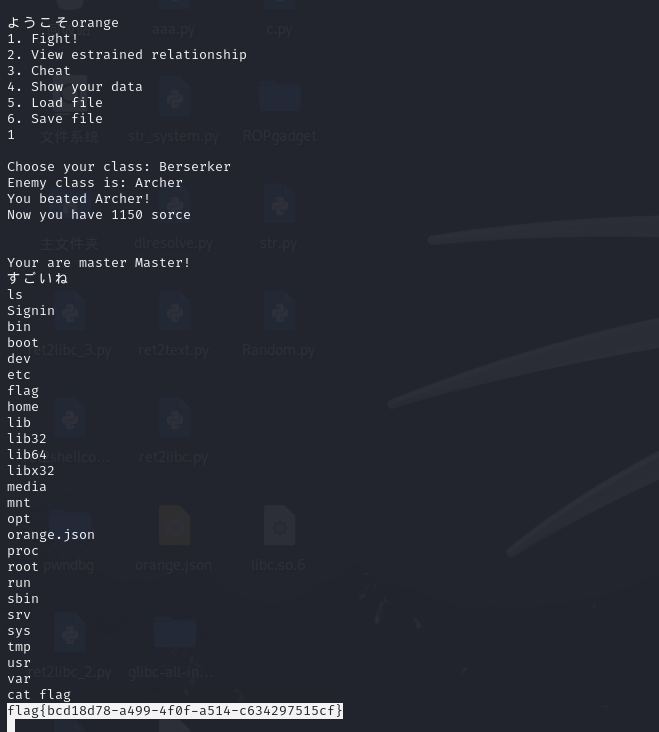 ようこそorange
1. Fight!
2. View estrained relationship
3. Cheat
4. Show your data
5. Load file
6. Save file
1
Choose your class: Berserker
Enemy class is: Archer
You beated Archer!
Now you have 1150 sorce
Your are master Master!
すごいね
ls
Signin
bin
boot
dev
etc
flag
home
lib
lib32
lib64
libx32
media
mnt
opt
orange.json
proc
root
run
sbin
srv
sys
tmp
usr
var
cat flag
flag{bcd18d78-a499-4f0f-a514-c634297515cf}
aaa.py
c.py
文件系统
str_system.py
ROPgadget
主文件夹
dlresolve.py
str.py
ret2libc_3.py
ret2text.py
Random.py
ret2libc.py
pwndbg
orange.json
libc.so.6
ret2libc_2.py
glibc-all-in...